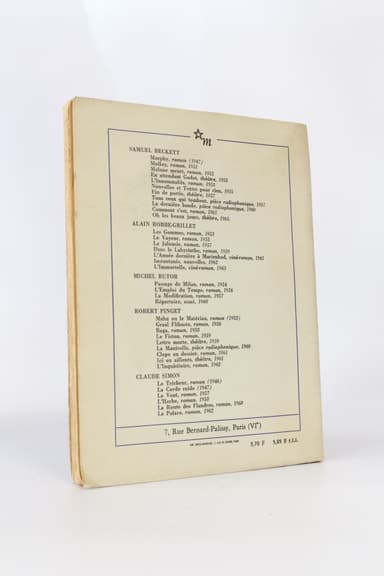 m
SAMUEL BECKETT
Murphy, roman (1947)
Molloy, roman, 1951
Malone meurt, roman, 1952
En attendant Godot, théâtre, 1952
L'Innommable, roman, 1953
Nouvelles et Textes pour rien, 1955
Fin de partie, théâtre, 1957
Tous ceux qui tombent, pièce radiophonique, 1957
La dernière bande, pièce radiophonique, 1960
Comment c'est, roman, 1961
Oh les beaux jours, théâtre, 1963
ALAIN ROBBE-GRILLET
Les Gommes, roman, 1953
Le Voyeur, roman, 1955
La Jalousie, roman, 1957
Dans le Labyrinthe, roman, 1959
L'Année dernière à Marienbad, cinéroman, 1961
Instantanés, nouvelles, 1962
L'Immortelle, cinéroman, 1963
MICHEL BUTOR
Passage de Milan, roman, 1954
L'Emploi du Temps, roman, 1956
La Modification, roman, 1957
Répertoire, essai, 1960
ROBERT PINGET
Mahu ou le Matériau, roman (1952)
Graal Flibuste, roman, 1956
Baga, roman, 1958
Le Fiston, roman, 1959
Lettre morte, théâtre, 1959
La Manivelle, pièce radiophonique, 1960
Clope au dossier, roman, 1961
Ici ou ailleurs, théâtre, 1961
L'Inquisitoire, roman, 1962
CLAUDE SIMON
Le Tricheur, roman (1946)
La Corde raide (1947)
Le Vent, roman, 1957
L'Herbe, roman, 1958
La Route des Flandres, roman, 1960
Le Palace, roman, 1962
7, Rue Bernard-Palissy, Paris (VIe)
5,70 F 5,85 F t.l.i.